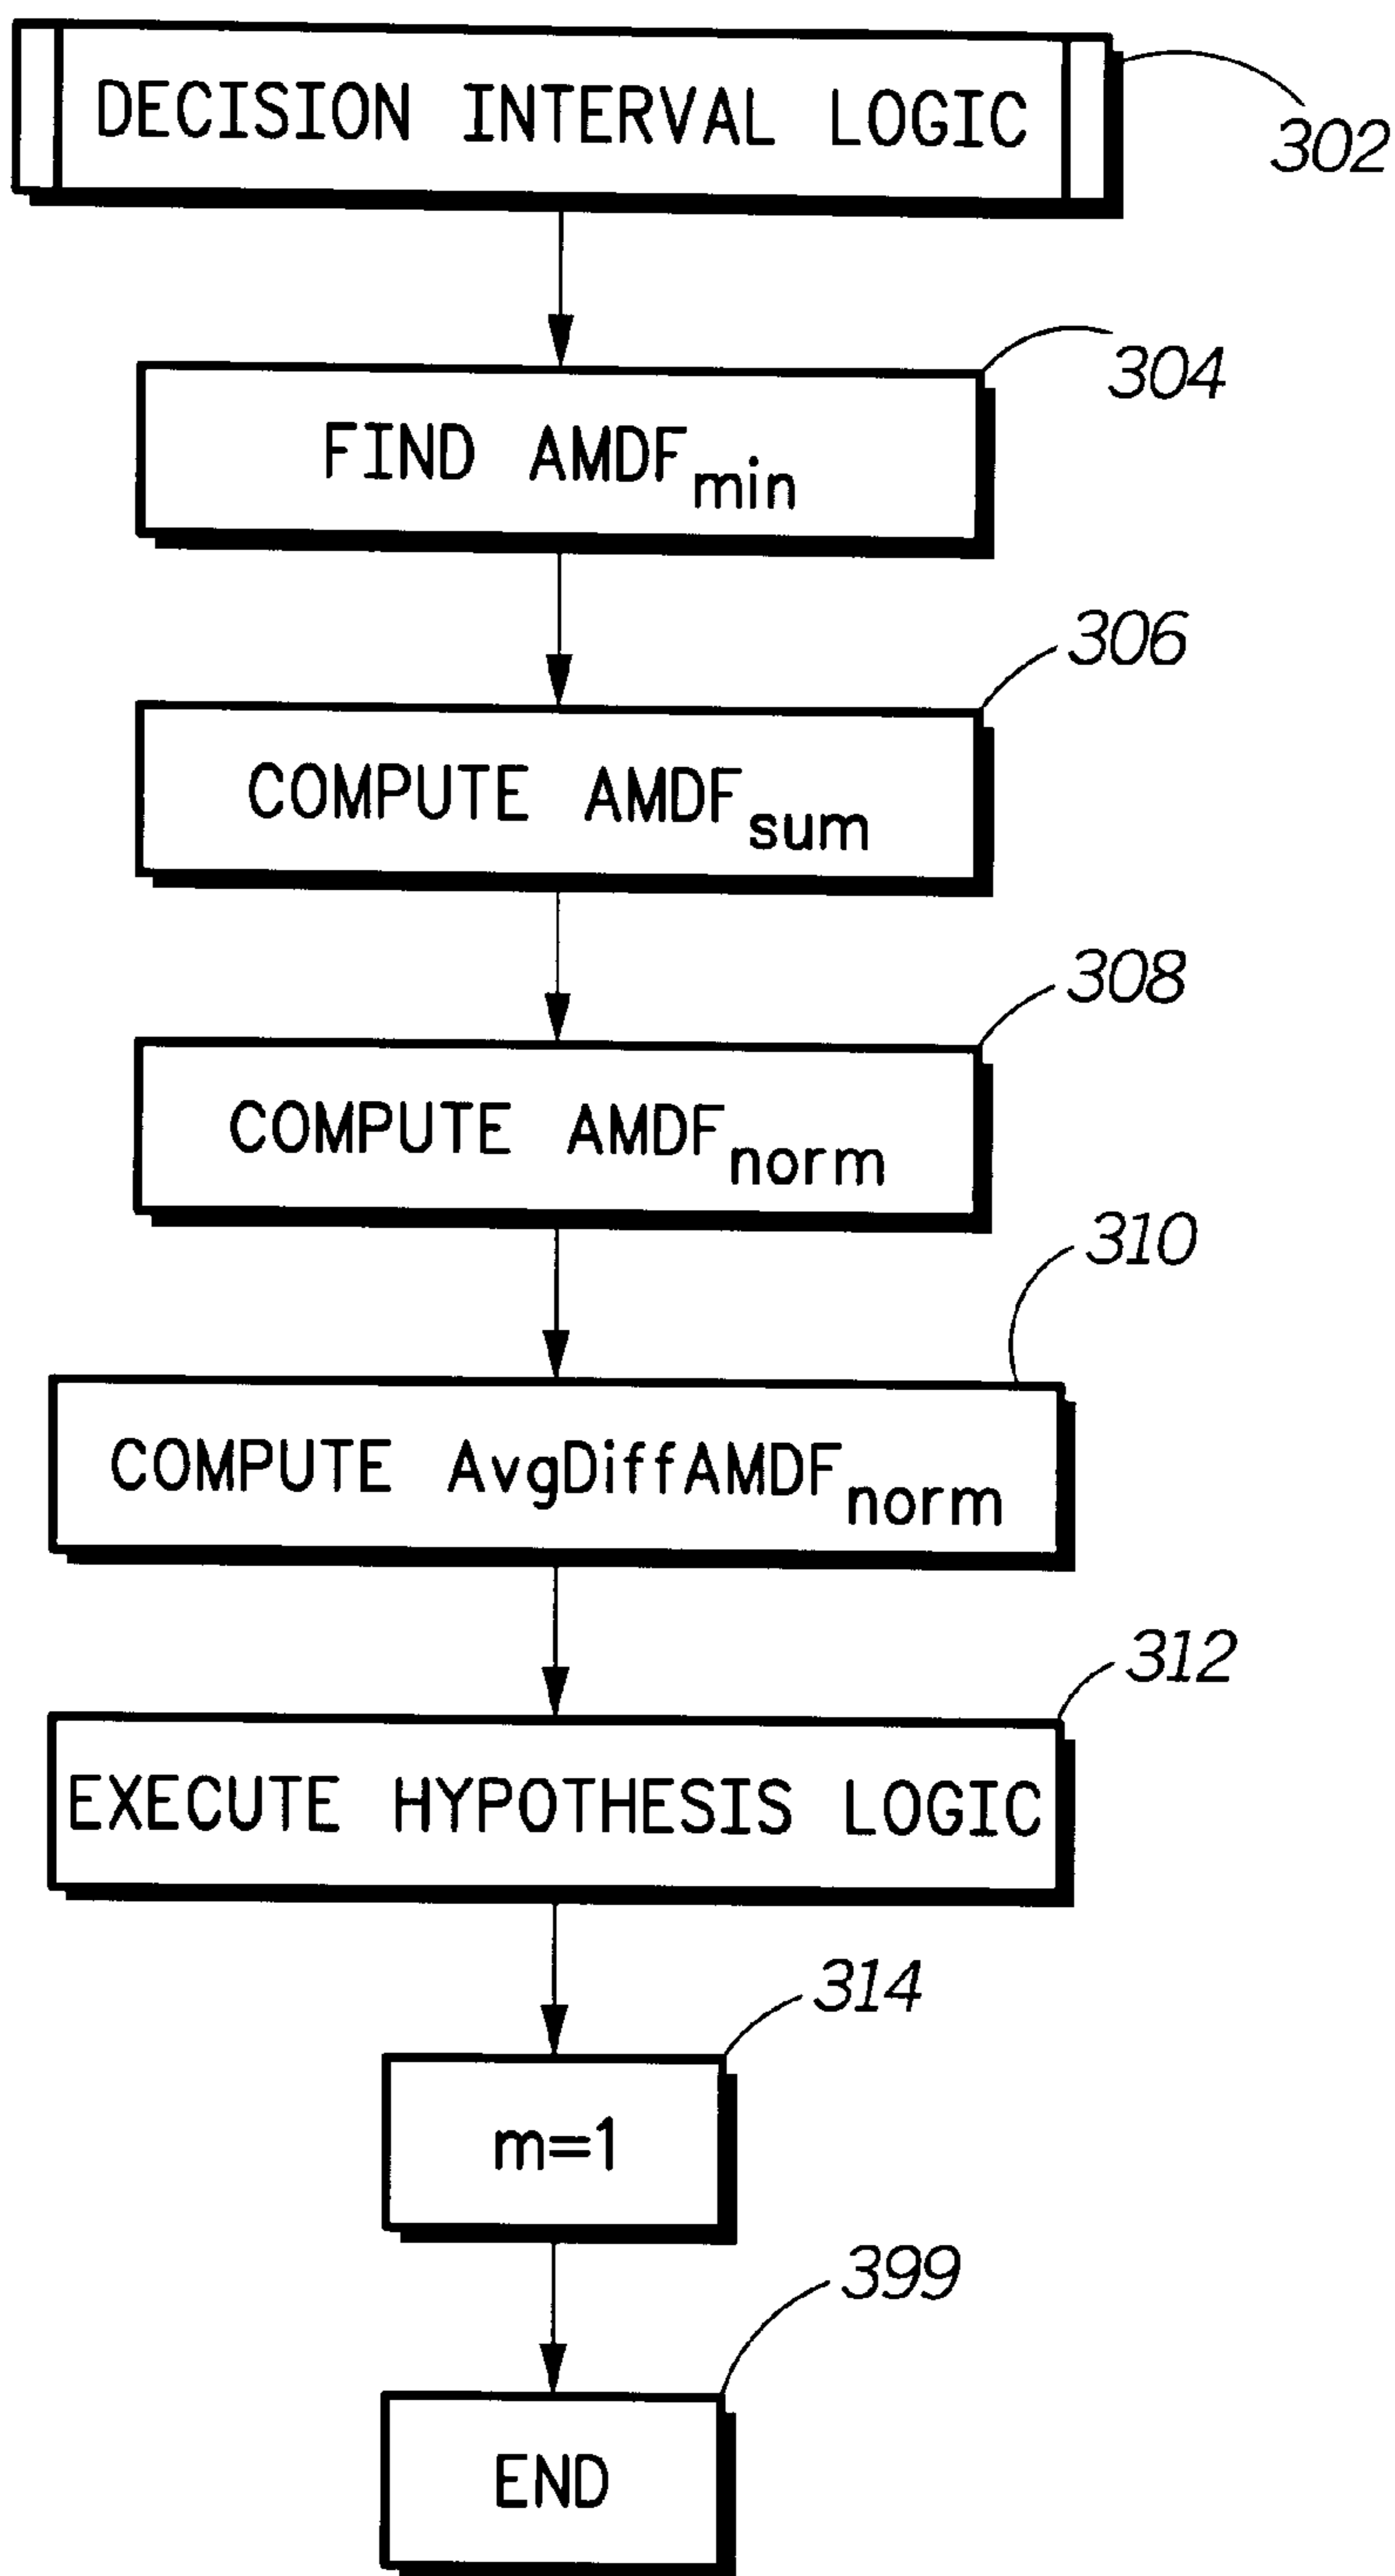 DECISION INTERVAL LOGIC
302
304
FIND AMDFmin
306
COMPUTE AMDFsum
308
COMPUTE AMDFnorm
310
COMPUTE AvgDiffAMDFnorm
312
EXECUTE HYPOTHESIS LOGIC
314
m=1
399
END